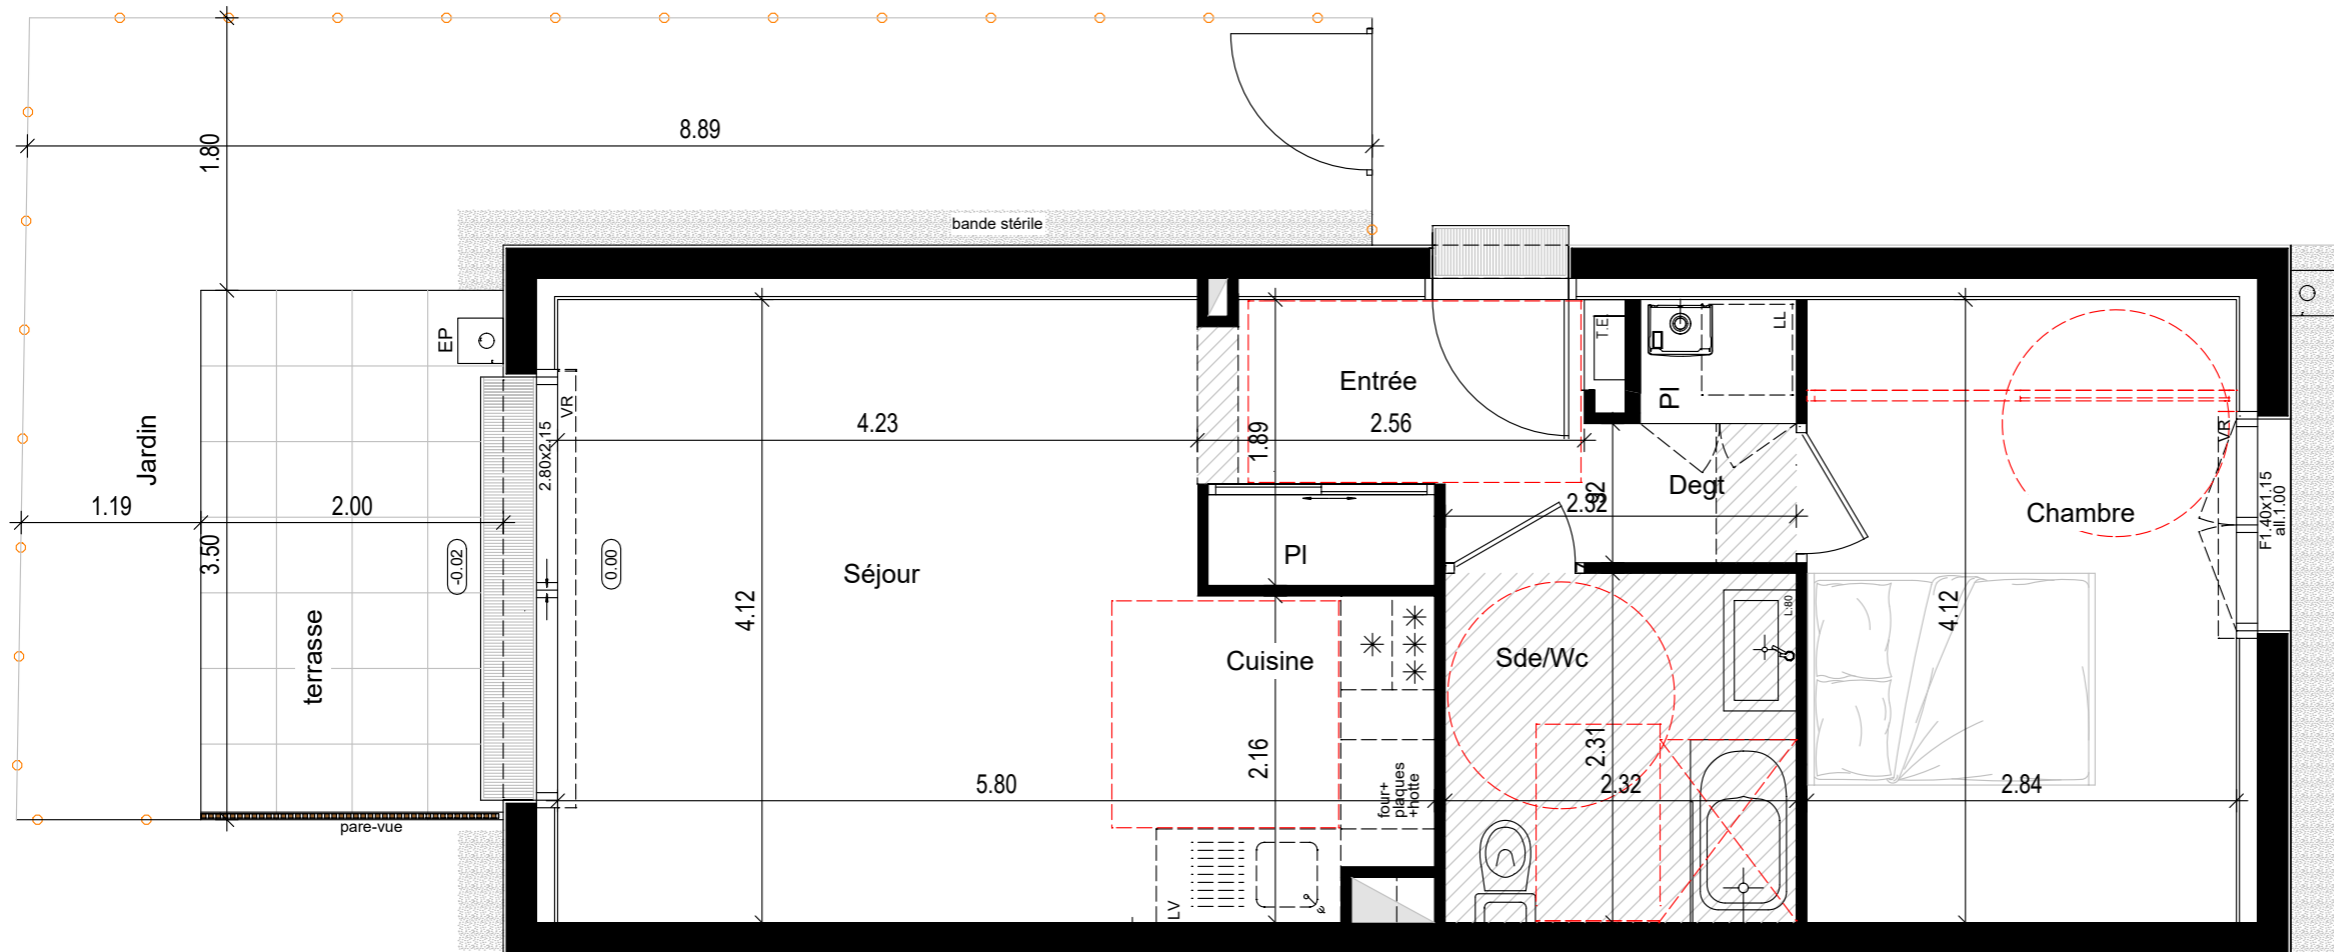 8.89
1.80
bande stérile
EP
Jardin
1.19
2.00
3.50
terrasse
pare-vue
-0.02
0.00
2.80x2.15
VR
4.23
Séjour
4.12
5.80
Entrée
2.56
1.89
T.E.
Pl
LL
Pl
Degt
2.32
.92
Cuisine
2.16
four+
plaques
+hotte
LV
Sde/Wc
L:80
2.31
2.32
Chambre
4.12
2.84
VR
F1.40x1.15
all.1.00